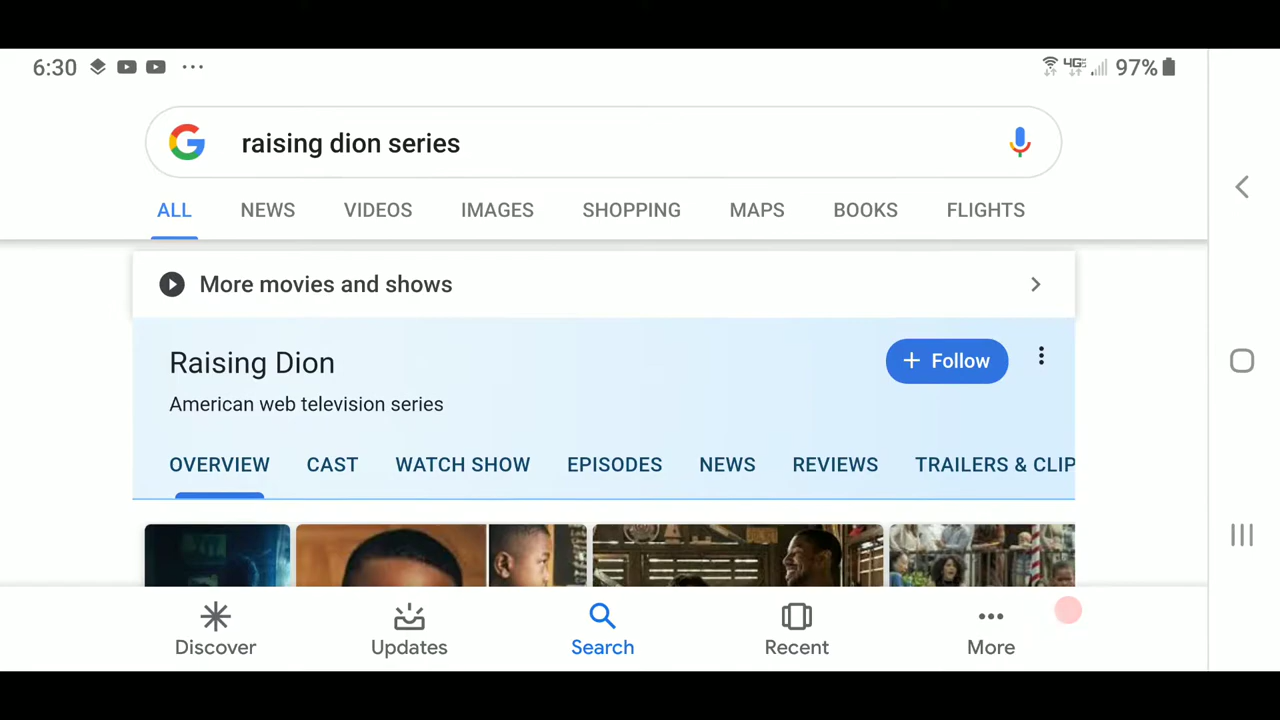 6:30 ... 4GE 97%
raising dion series
ALL NEWS VIDEOS IMAGES SHOPPING MAPS BOOKS FLIGHTS
More movies and shows
Raising Dion
+ Follow
American web television series
OVERVIEW CAST WATCH SHOW EPISODES NEWS REVIEWS TRAILERS & CLIP
Discover Updates Search Recent More